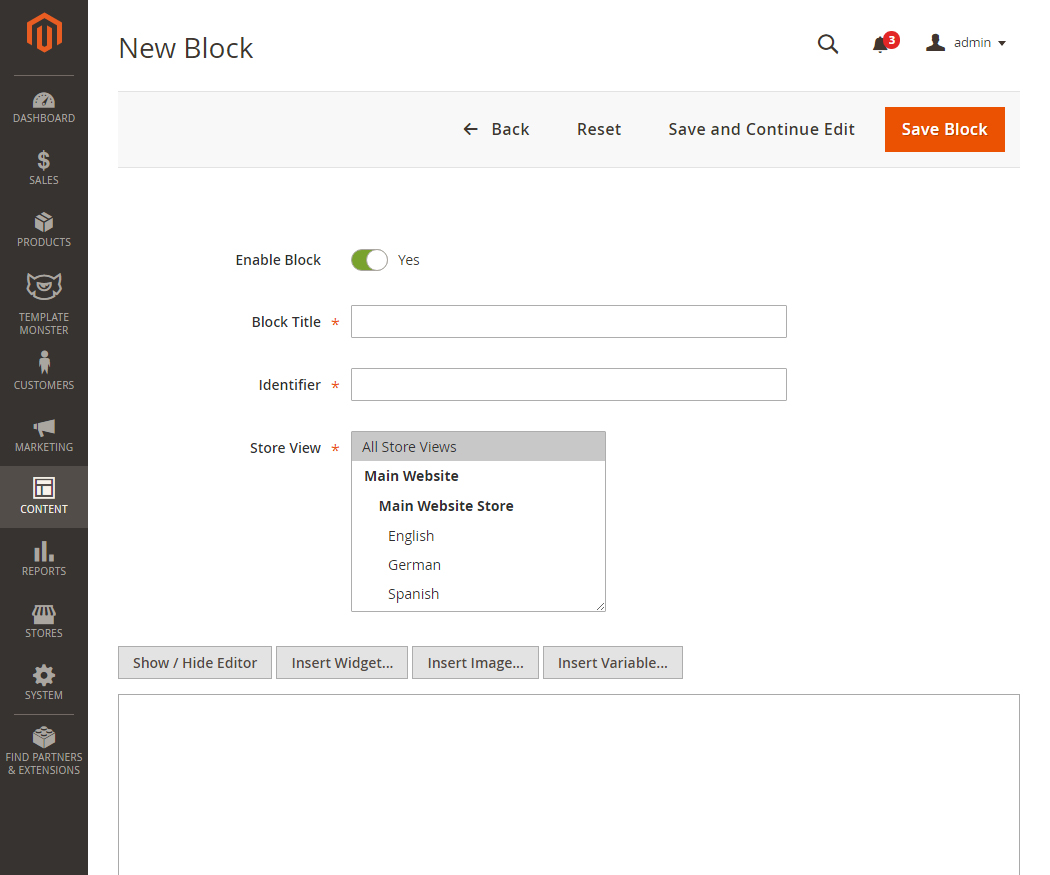 New Block
3
admin
DASHBOARD
SALES
PRODUCTS
TEMPLATE
MONSTER
CUSTOMERS
MARKETING
CONTENT
REPORTS
STORES
SYSTEM
FIND PARTNERS
& EXTENSIONS
Back Reset Save and Continue Edit Save Block
Enable Block Yes
Block Title *
Identifier *
Store View * All Store Views
Main Website
Main Website Store
English
German
Spanish
Show / Hide Editor Insert Widget... Insert Image... Insert Variable...